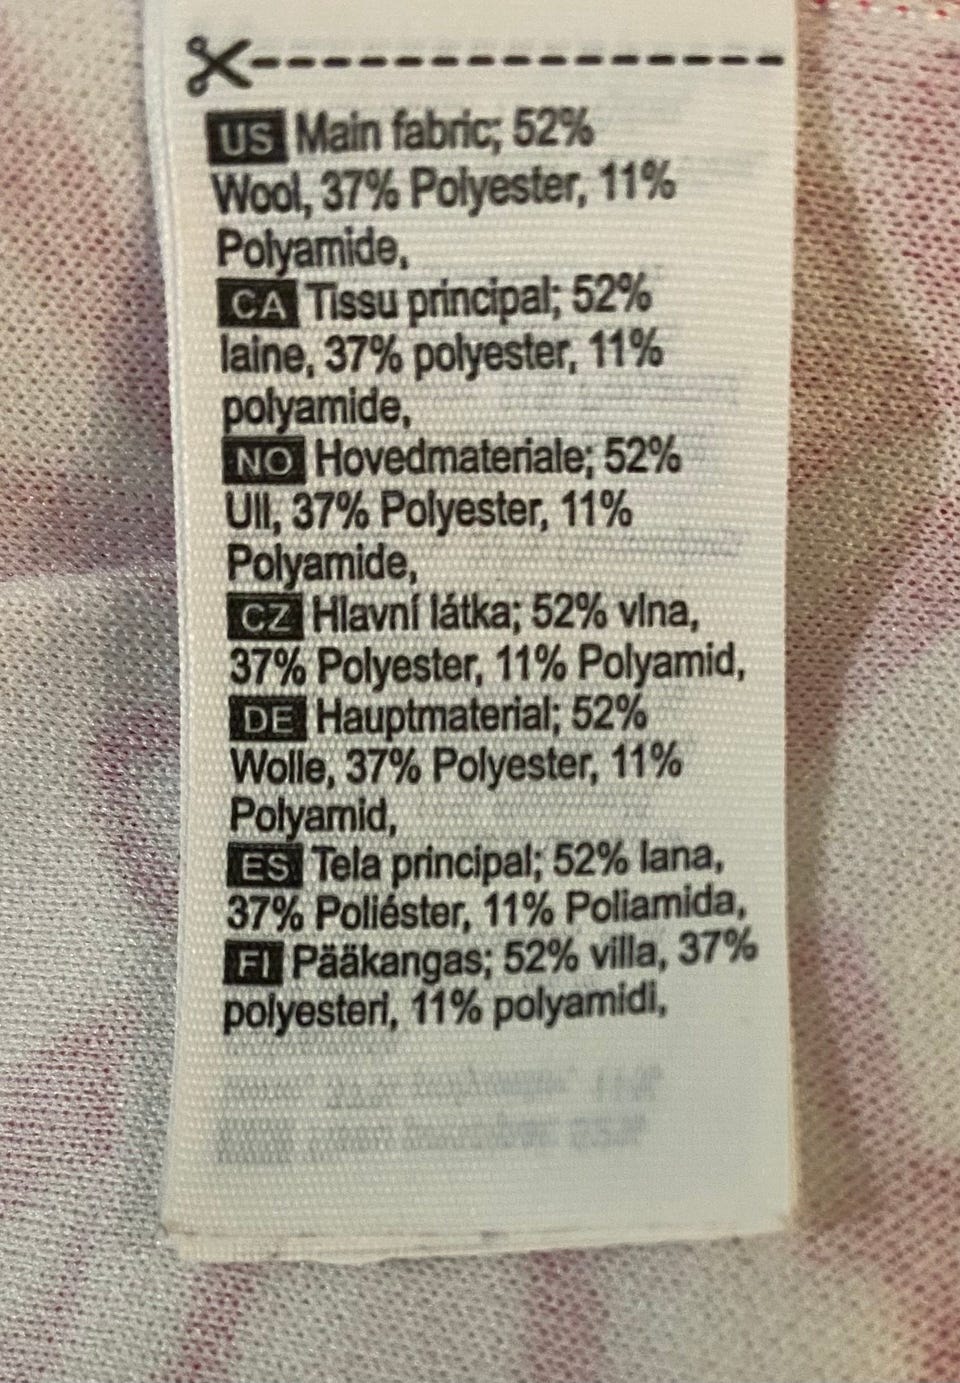 US Main fabric; 52%
Wool, 37% Polyester, 11%
Polyamide,
CA Tissu principal; 52%
laine, 37% polyester, 11%
polyamide,
NO Hovedmateriale; 52%
Ull, 37% Polyester, 11%
Polyamide,
CZ Hlavní látka; 52% vlna,
37% Polyester, 11% Polyamid,
DE Hauptmaterial; 52%
Wolle, 37% Polyester, 11%
Polyamid,
ES Tela principal; 52% lana,
37% Poliéster, 11% Poliamida,
FI Pääkangas; 52% villa, 37%
polyesteri, 11% polyamidi,